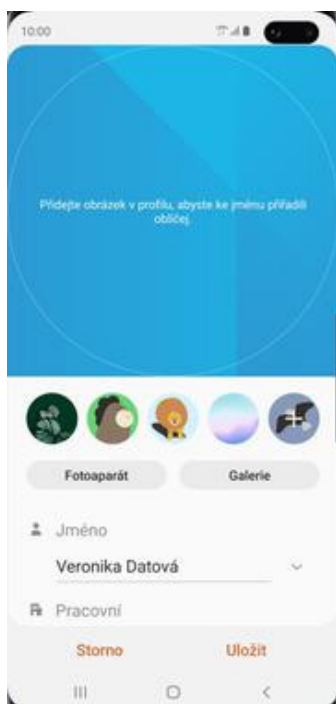 10:00
Přidejte obrázek v profilu, abyste ke jménu přiřadili
obličej.
Fotoaparát
Galerie
Jméno
Veronika Datová
Pracovní
Storno
Uložit